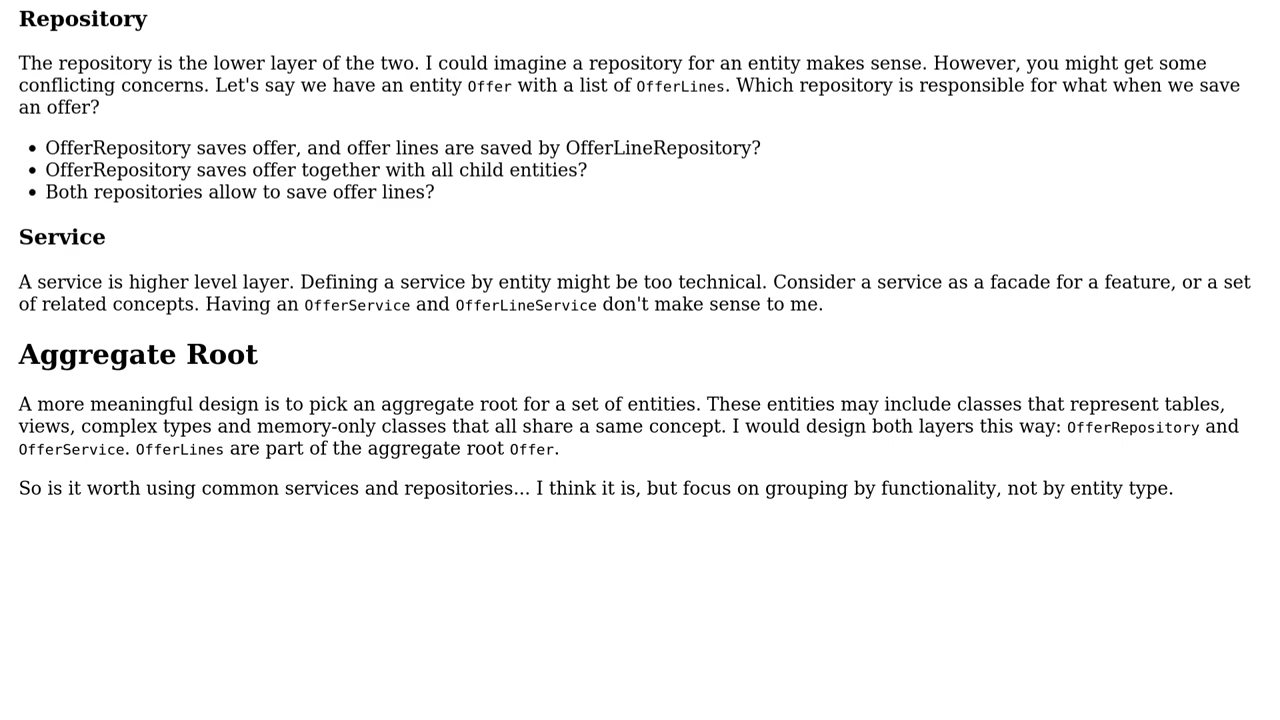 Repository
The repository is the lower layer of the two. I could imagine a repository for an entity makes sense. However, you might get some
conflicting concerns. Let's say we have an entity Offer with a list of OfferLines. Which repository is responsible for what when we save
an offer?
• OfferRepository saves offer, and offer lines are saved by OfferLineRepository?
• OfferRepository saves offer together with all child entities?
• Both repositories allow to save offer lines?
Service
A service is higher level layer. Defining a service by entity might be too technical. Consider a service as a facade for a feature, or a set
of related concepts. Having an OfferService and OfferLineService don't make sense to me.
Aggregate Root
A more meaningful design is to pick an aggregate root for a set of entities. These entities may include classes that represent tables,
views, complex types and memory-only classes that all share a same concept. I would design both layers this way: OfferRepository and
OfferService. OfferLines are part of the aggregate root Offer.
So is it worth using common services and repositories... I think it is, but focus on grouping by functionality, not by entity type.